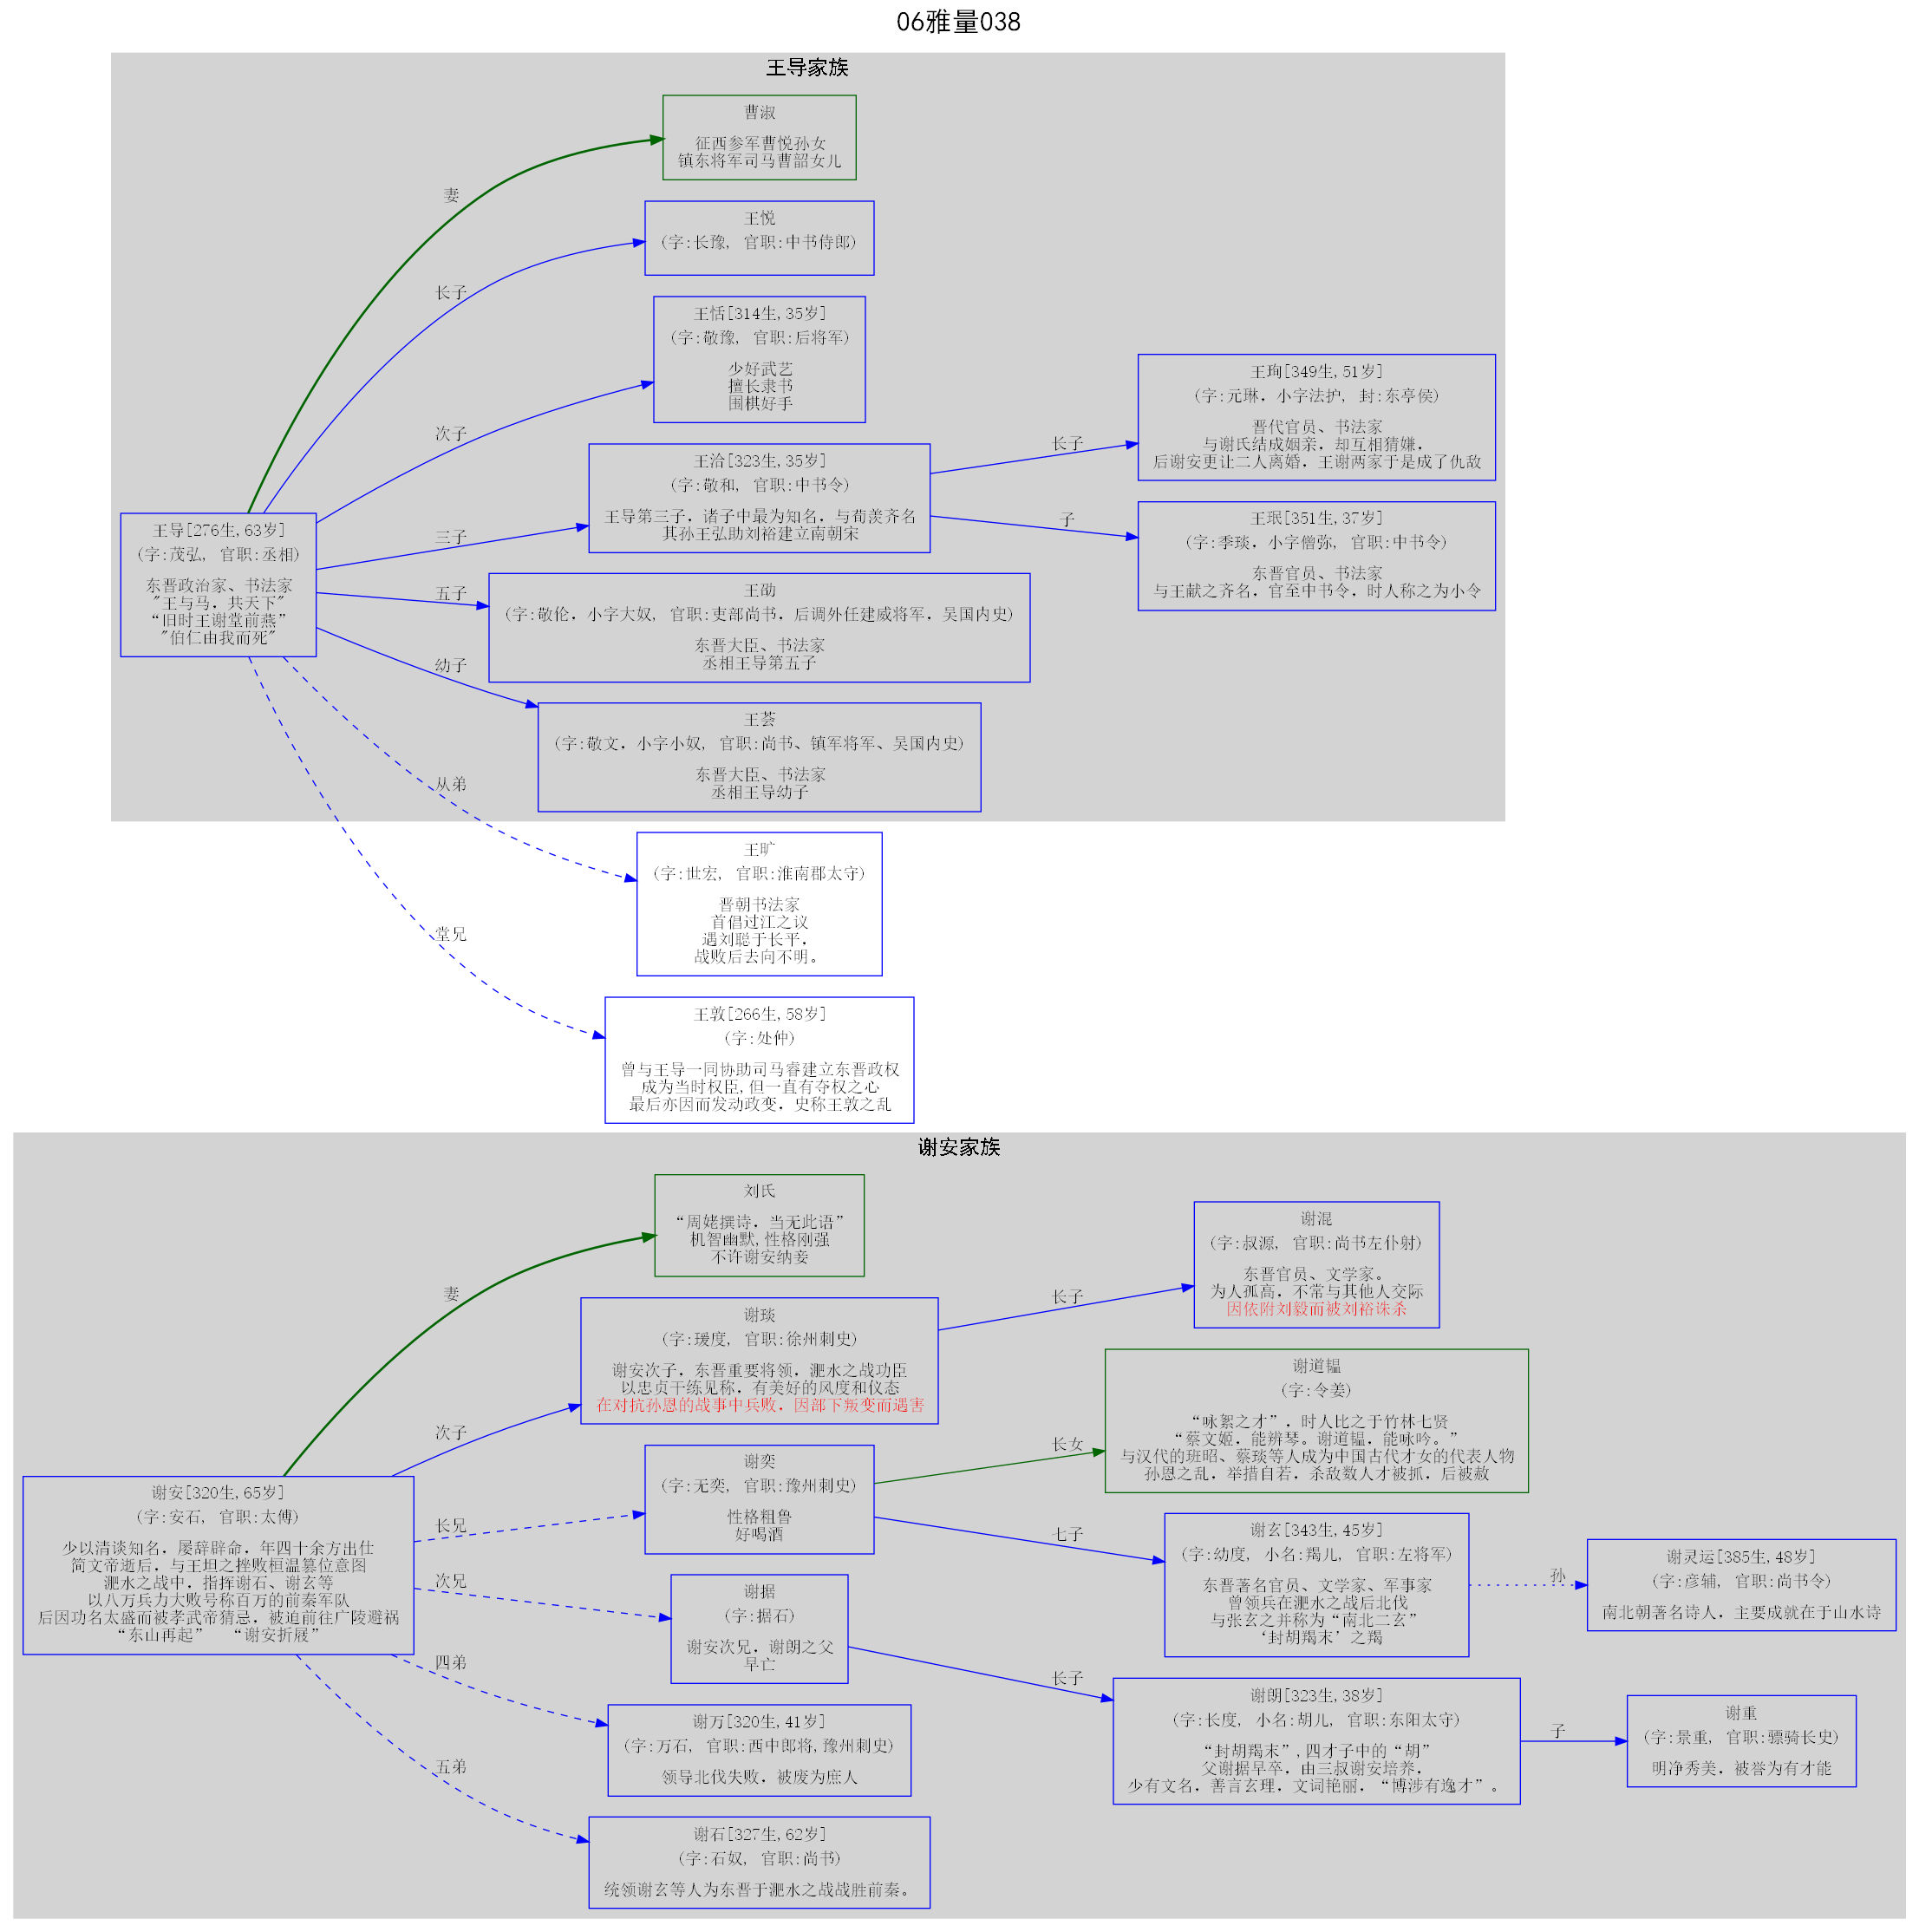 06雅量038
王导家族
妻
曹淑
征西参军曹悦孙女
镇东将军司马曹韶女儿
长子
王悦
(字:长豫, 官职:中书侍郎)
次子
王恬[314生,35岁]
(字:敬豫, 官职:后将军)
少好武艺
擅长隶书
围棋好手
王导[276生,63岁]
(字:茂弘, 官职:丞相)
东晋政治家、书法家
"王与马，共天下"
“旧时王谢堂前燕”
"伯仁由我而死"
三子
王洽[323生,35岁]
(字:敬和, 官职:中书令)
王导第三子，诸子中最为知名，与荀羡齐名
其孙王弘助刘裕建立南朝宋
长子
王珣[349生,51岁]
(字:元琳，小字法护, 封:东亭侯)
晋代官员、书法家
与谢氏结成姻亲，却互相猜嫌，
后谢安更让二人离婚，王谢两家于是成了仇敌
子
王珉[351生,37岁]
(字:季琰，小字僧弥, 官职:中书令)
东晋官员、书法家
与王献之齐名，官至中书令，时人称之为小令
五子
王劭
(字:敬伦，小字大奴, 官职:吏部尚书，后调外任建威将军，吴国内史)
东晋大臣、书法家
丞相王导第五子
幼子
王荟
(字:敬文，小字小奴, 官职:尚书、镇军将军、吴国内史)
东晋大臣、书法家
丞相王导幼子
从弟
王旷
(字:世宏, 官职:淮南郡太守)
晋朝书法家
首倡过江之议
遇刘聪于长平，
战败后去向不明。
堂兄
王敦[266生,58岁]
(字:处仲)
曾与王导一同协助司马睿建立东晋政权
成为当时权臣,但一直有夺权之心
最后亦因而发动政变，史称王敦之乱
谢安家族
妻
刘氏
“周姥撰诗，当无此语”
机智幽默,性格刚强
不许谢安纳妾
次子
谢琰
(字:瑗度, 官职:徐州刺史)
谢安次子，东晋重要将领，淝水之战功臣
以忠贞干练见称，有美好的风度和仪态
在对抗孙恩的战事中兵败，因部下叛变而遇害
长子
谢混
(字:叔源, 官职:尚书左仆射)
东晋官员、文学家。
为人孤高，不常与其他人交际
因依附刘毅而被刘裕诛杀
谢安[320生,65岁]
(字:安石, 官职:太傅)
少以清谈知名，屡辞辟命，年四十余方出仕
简文帝逝后，与王坦之挫败桓温篡位意图
淝水之战中，指挥谢石、谢玄等
以八万兵力大败号称百万的前秦军队
后因功名太盛而被孝武帝猜忌，被迫前往广陵避祸
“东山再起” “谢安折屐”
长兄
谢奕
(字:无奕, 官职:豫州刺史)
性格粗鲁
好喝酒
长女
谢道韫
(字:令姜)
“咏絮之才”，时人比之于竹林七贤
“蔡文姬，能辨琴。谢道韫，能咏吟。”
与汉代的班昭、蔡琰等人成为中国古代才女的代表人物
孙恩之乱，举措自若，杀敌数人才被抓，后被赦
七子
谢玄[343生,45岁]
(字:幼度, 小名:羯儿, 官职:左将军)
东晋著名官员、文学家、军事家
曾领兵在淝水之战后北伐
与张玄之并称为“南北二玄”
‘封胡羯末’之羯
孙
谢灵运[385生,48岁]
(字:彦辅, 官职:尚书令)
南北朝著名诗人，主要成就在于山水诗
次兄
谢据
(字:据石)
谢安次兄，谢朗之父
早亡
长子
谢朗[323生,38岁]
(字:长度, 小名:胡儿, 官职:东阳太守)
“封胡羯末”,四才子中的“胡”
父谢据早卒，由三叔谢安培养，
少有文名，善言玄理，文词艳丽，“博涉有逸才”。
子
谢重
(字:景重, 官职:骠骑长史)
明净秀美，被誉为有才能
四弟
谢万[320生,41岁]
(字:万石, 官职:西中郎将,豫州刺史)
领导北伐失败，被废为庶人
五弟
谢石[327生,62岁]
(字:石奴, 官职:尚书)
统领谢玄等人为东晋于淝水之战战胜前秦。